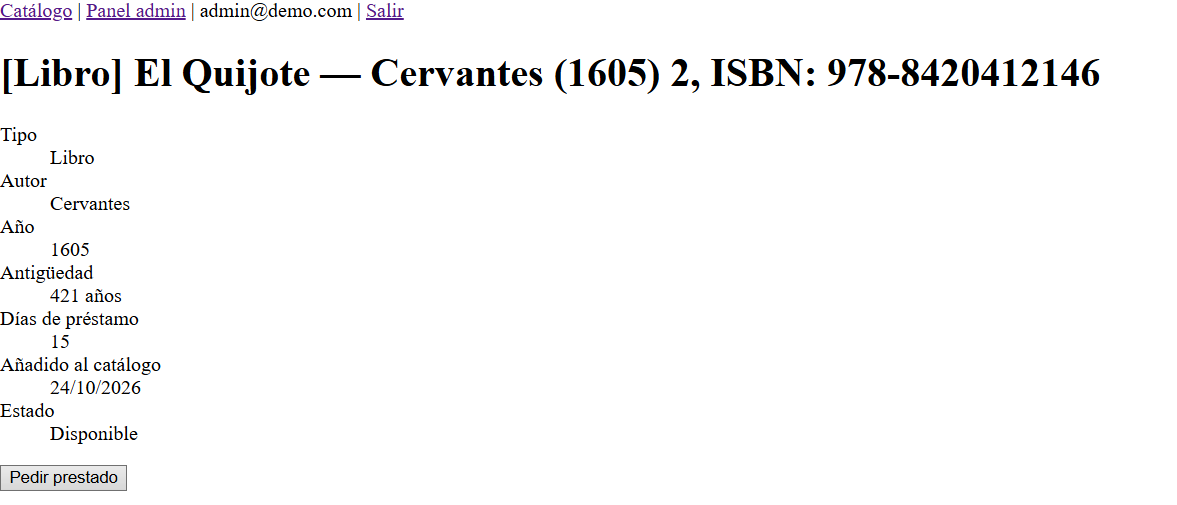 Catálogo | Panel admin | admin@demo.com | Salir
[Libro] El Quijote — Cervantes (1605) 2, ISBN: 978-8420412146
Tipo
Libro
Autor
Cervantes
Año
1605
Antigüedad
421 años
Días de préstamo
15
Añadido al catálogo
24/10/2026
Estado
Disponible
Pedir prestado